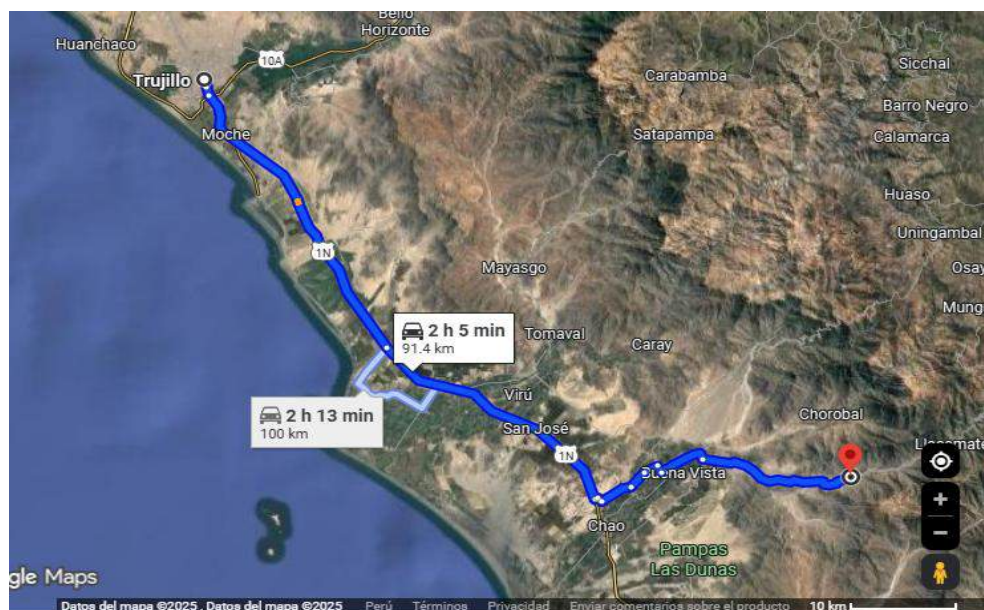 Bello
Huanchaco
Horizonte
10A
Sicchal
Trujillo
Carabamba
Barro Negro
Moche
Satapampa
Calamarca
Huaso
Uningambal
1N
Mayasgo
Osay
Mung
2 h 5 min
91.4 km
Tomaval
Caray
2 h 13 min
100 km
Virú
San José
Chorobal
1N
Buena Vista
Chao
Pampas
Las Dunas
gle Maps
Datos del mapa ©2025 , Datos del mapa ©2025 Perú Términos Privacidad Enviar comentarios sobre el producto 10 km